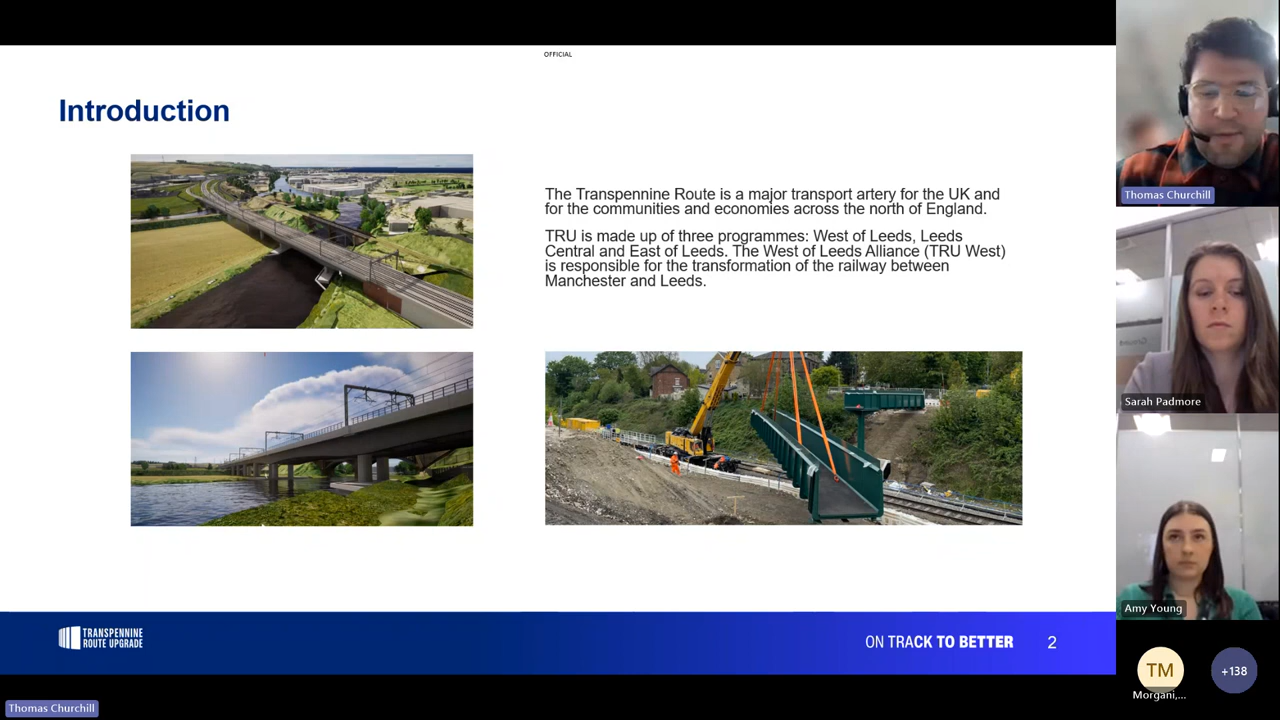 OFFICIAL
Introduction
The Transpennine Route is a major transport artery for the UK and
for the communities and economies across the north of England.
TRU is made up of three programmes: West of Leeds, Leeds
Central and East of Leeds. The West of Leeds Alliance (TRU West)
is responsible for the transformation of the railway between
Manchester and Leeds.
TRANSPENNINE
ROUTE UPGRADE
ON TRACK TO BETTER
2
Thomas Churchill
Thomas Churchill
Sarah Padmore
Amy Young
TM
Morgani,...
+138